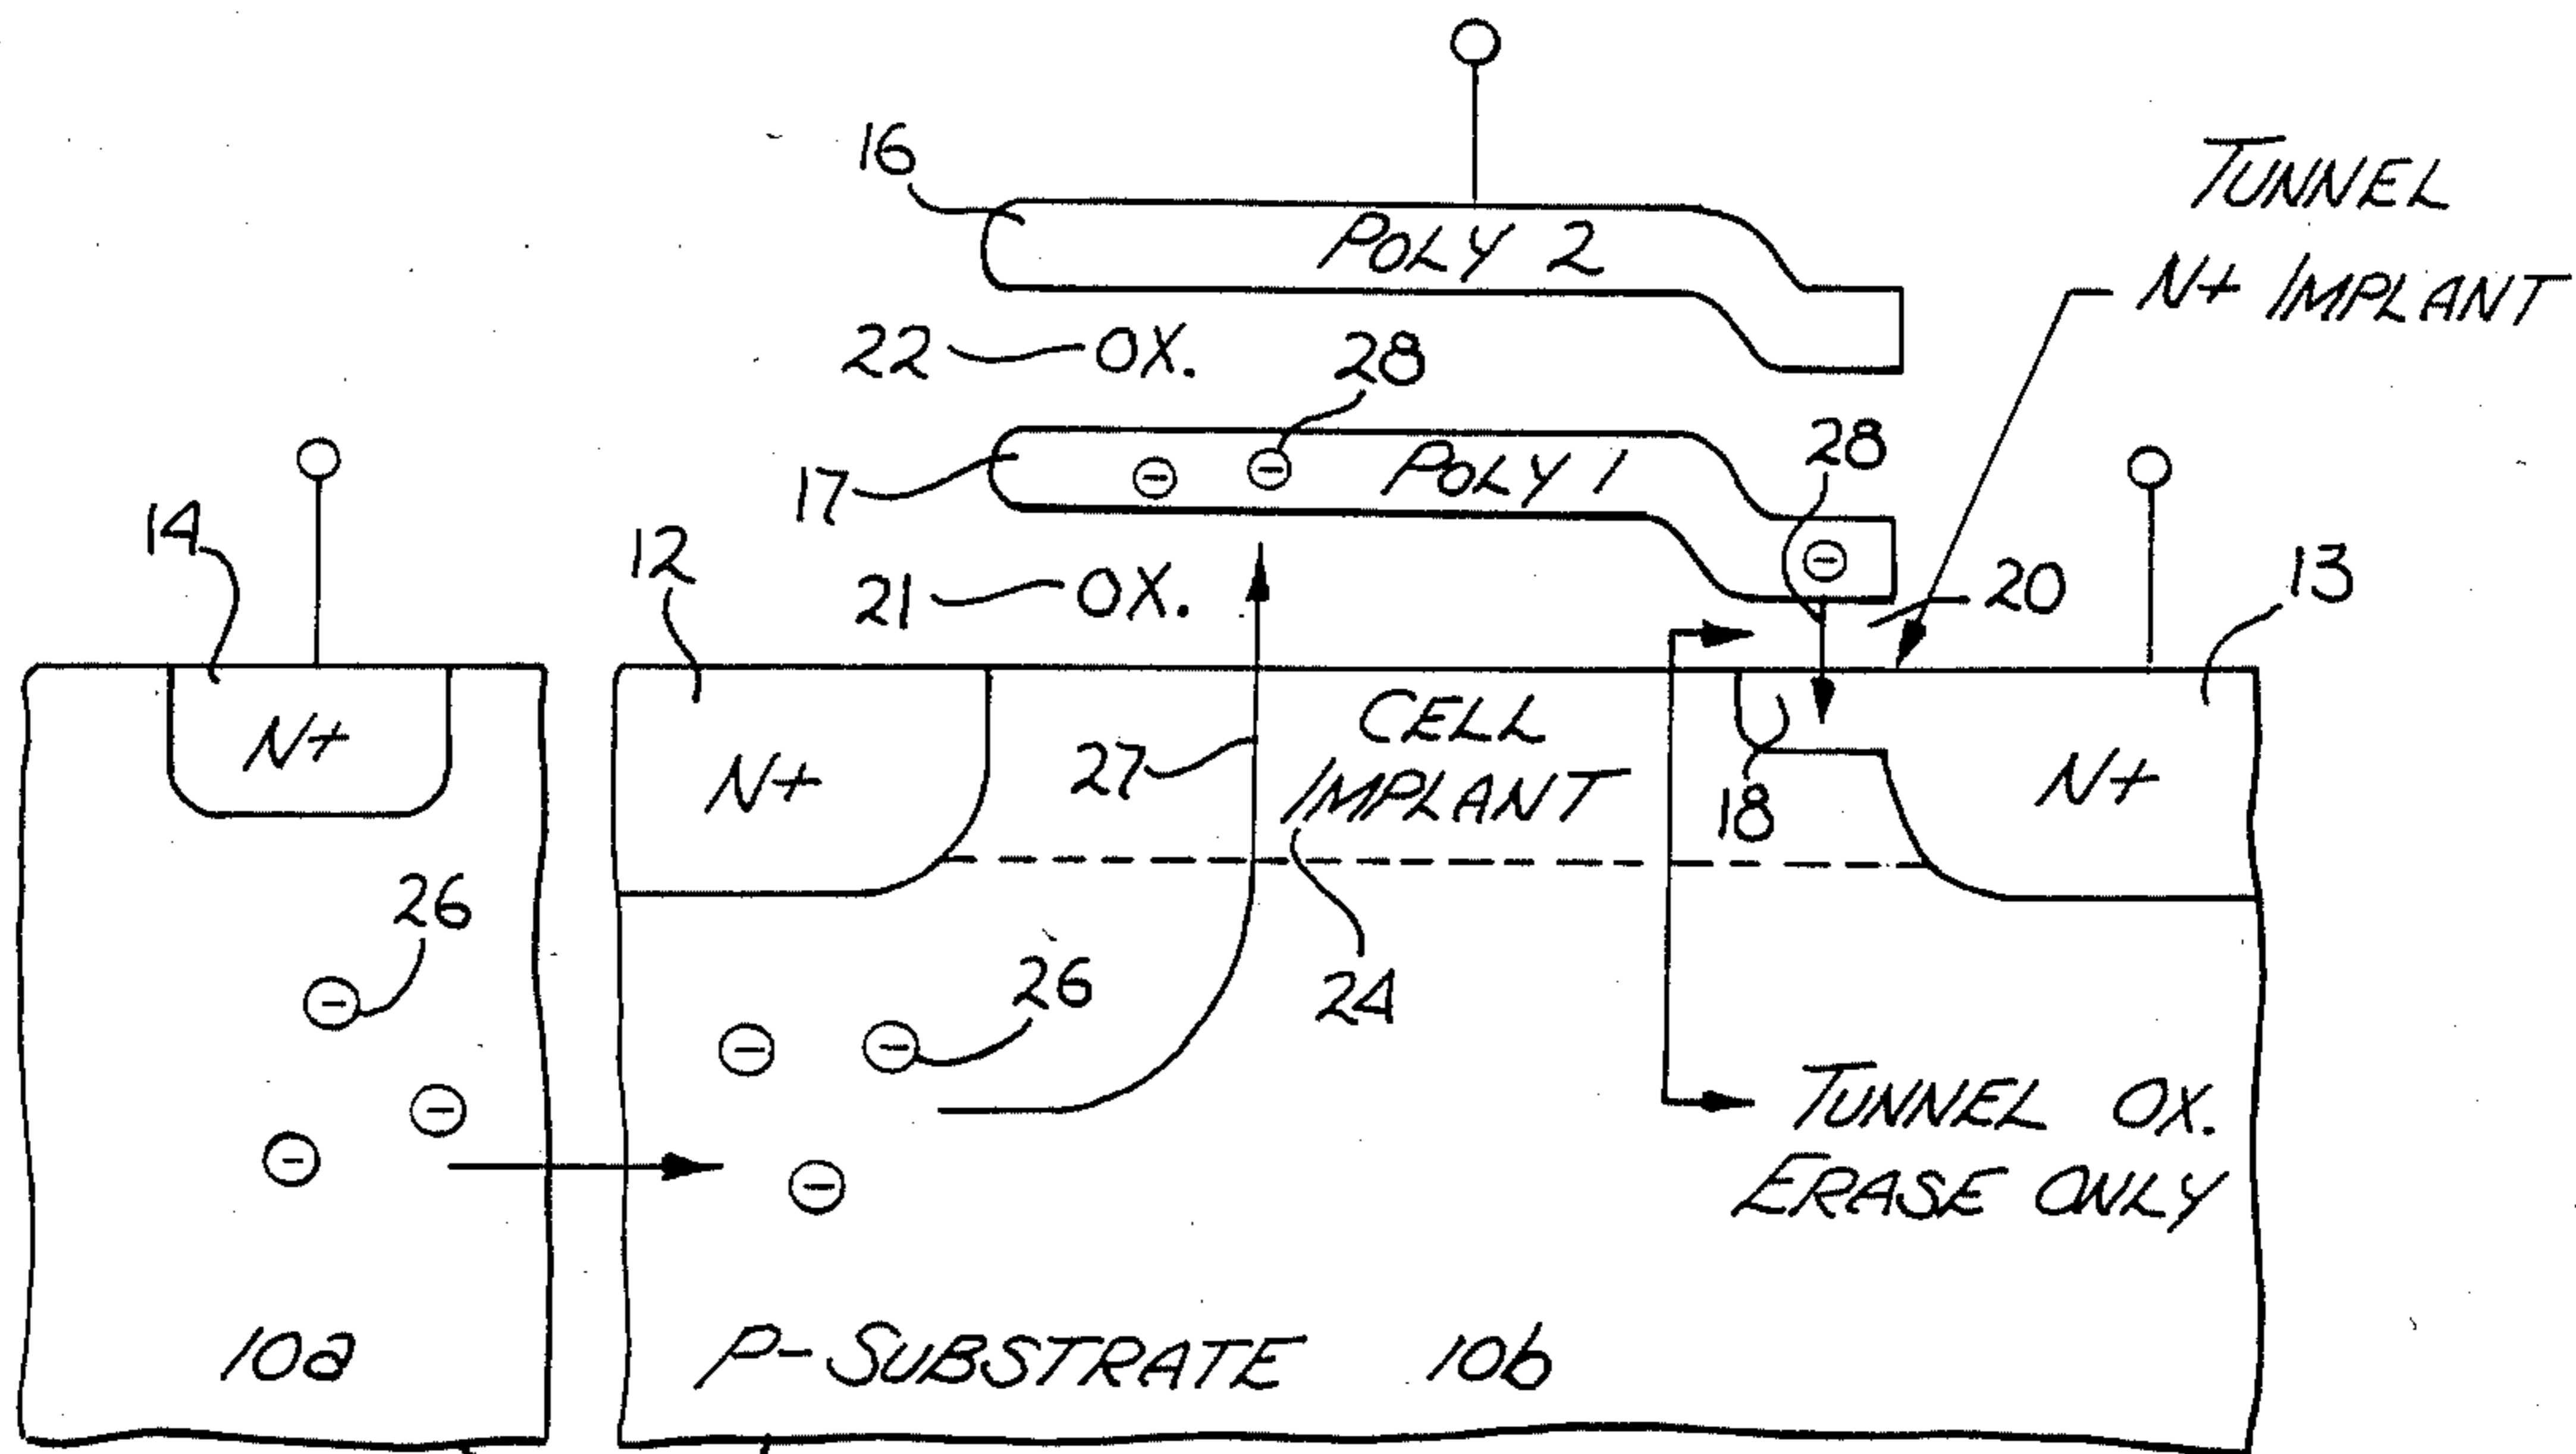 16
POLY 2
TUNNEL
N+ IMPLANT
22
OX.
28
17
POLY 1
28
14
12
21
OX.
20
13
N+
N+
27
CELL
IMPLANT
18
N+
26
26
24
TUNNEL OX.
ERASE ONLY
10a
P-SUBSTRATE 10b